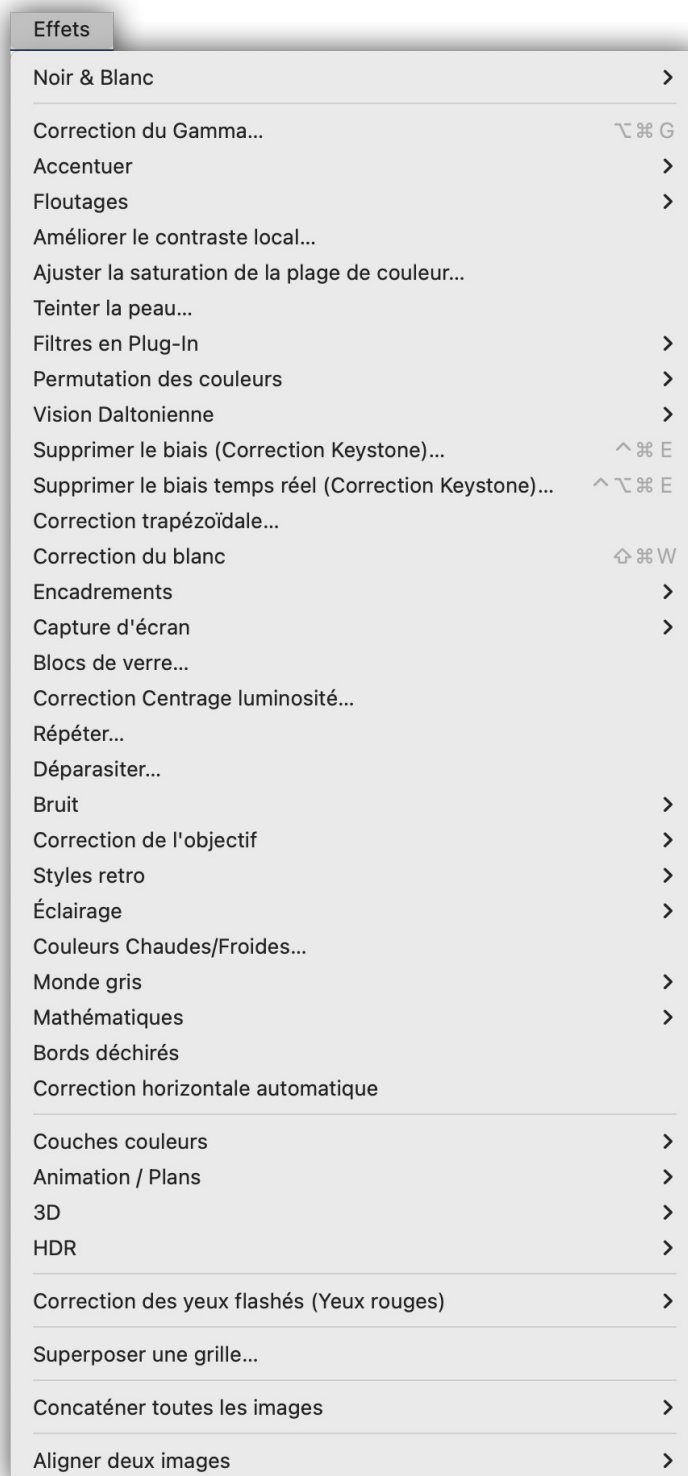 Effets
Noir & Blanc
Correction du Gamma... ⌥⌘G
Accentuer
Floutages
Améliorer le contraste local...
Ajuster la saturation de la plage de couleur...
Teinter la peau...
Filtres en Plug-In
Permutation des couleurs
Vision Daltonienne
Supprimer le biais (Correction Keystone)... ^⌘E
Supprimer le biais temps réel (Correction Keystone)... ^⌥⌘E
Correction trapézoïdale...
Correction du blanc ⇧⌘W
Encadrements
Capture d'écran
Blocs de verre...
Correction Centrage luminosité...
Répéter...
Déparasiter...
Bruit
Correction de l'objectif
Styles retro
Éclairage
Couleurs Chaudes/Froides...
Monde gris
Mathématiques
Bords déchirés
Correction horizontale automatique
Couches couleurs
Animation / Plans
3D
HDR
Correction des yeux flashés (Yeux rouges)
Superposer une grille...
Concaténer toutes les images
Aligner deux images